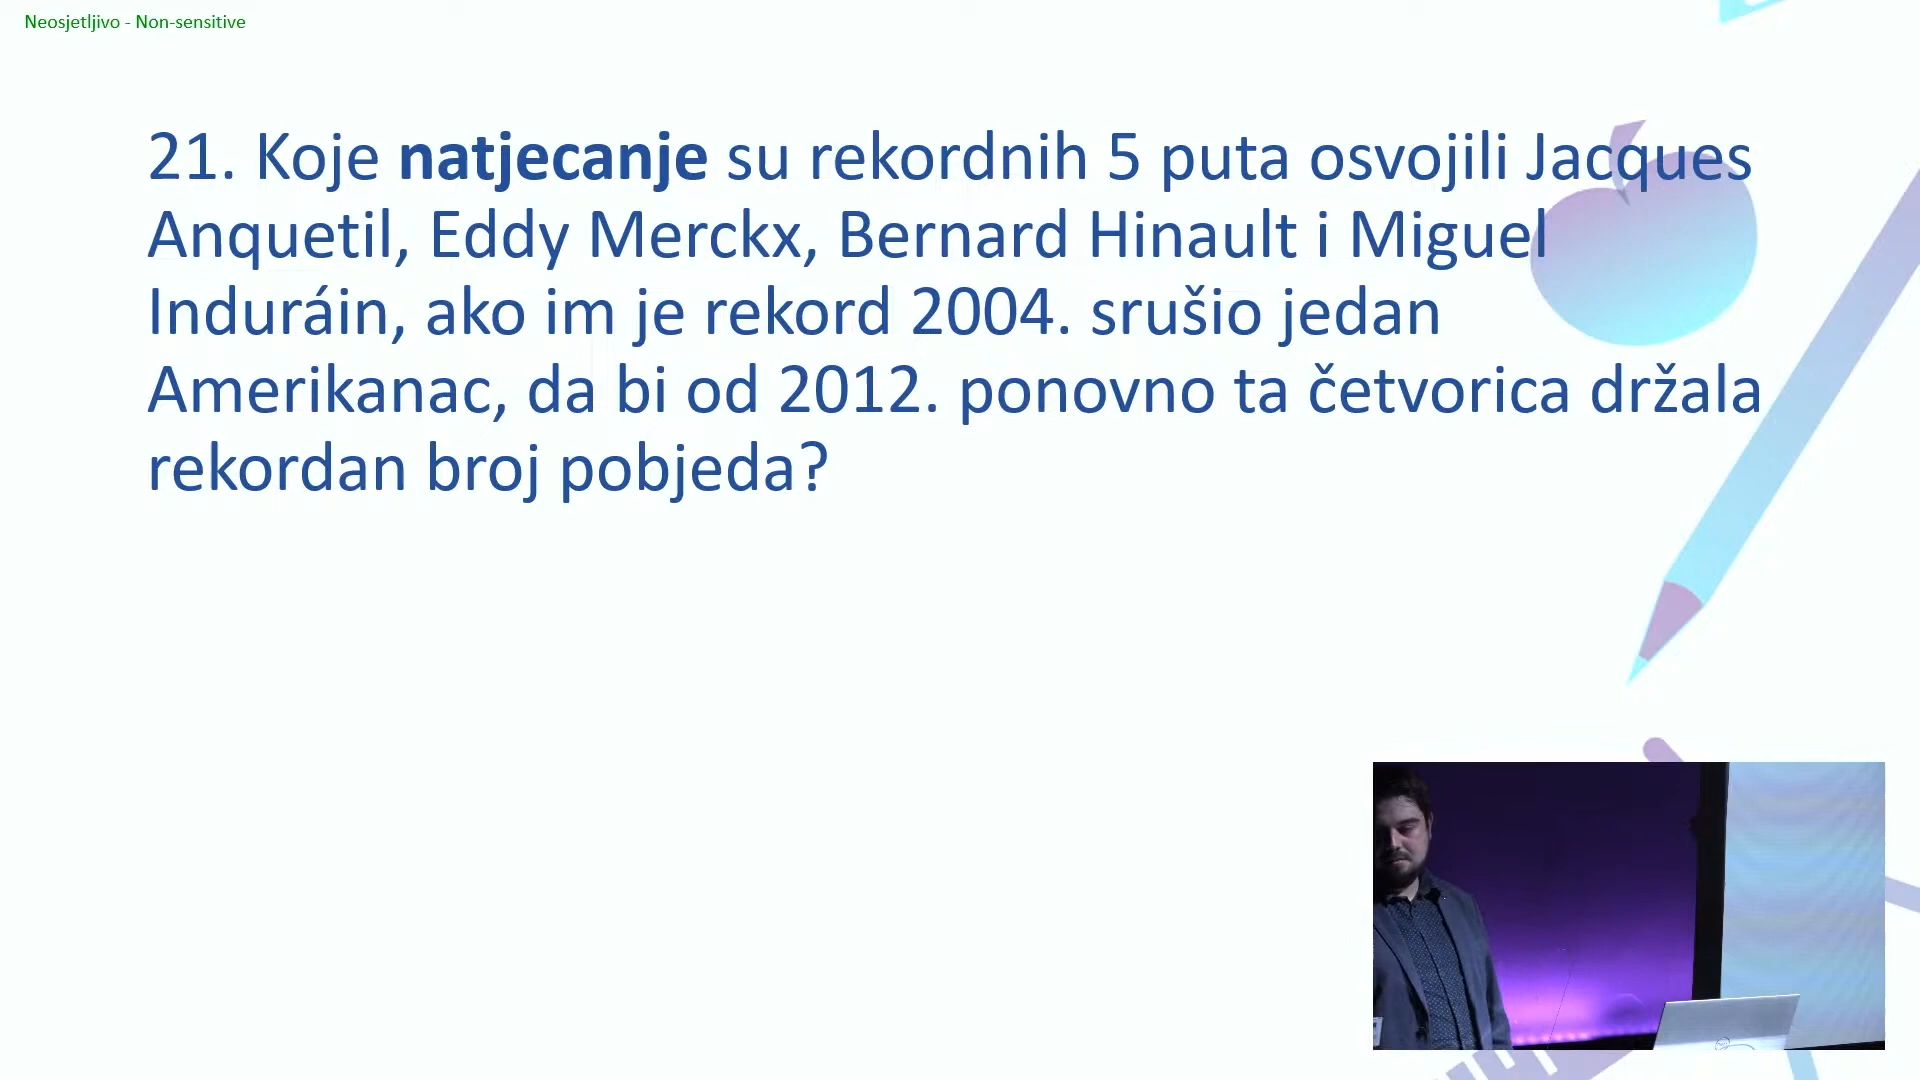 Neosjetljivo - Non-sensitive
21. Koje natjecanje su rekordnih 5 puta osvojili Jacques
Anquetil, Eddy Merckx, Bernard Hinault i Miguel
Induráin, ako im je rekord 2004. srušio jedan
Amerikanac, da bi od 2012. ponovno ta četvorica držala
rekordan broj pobjeda?